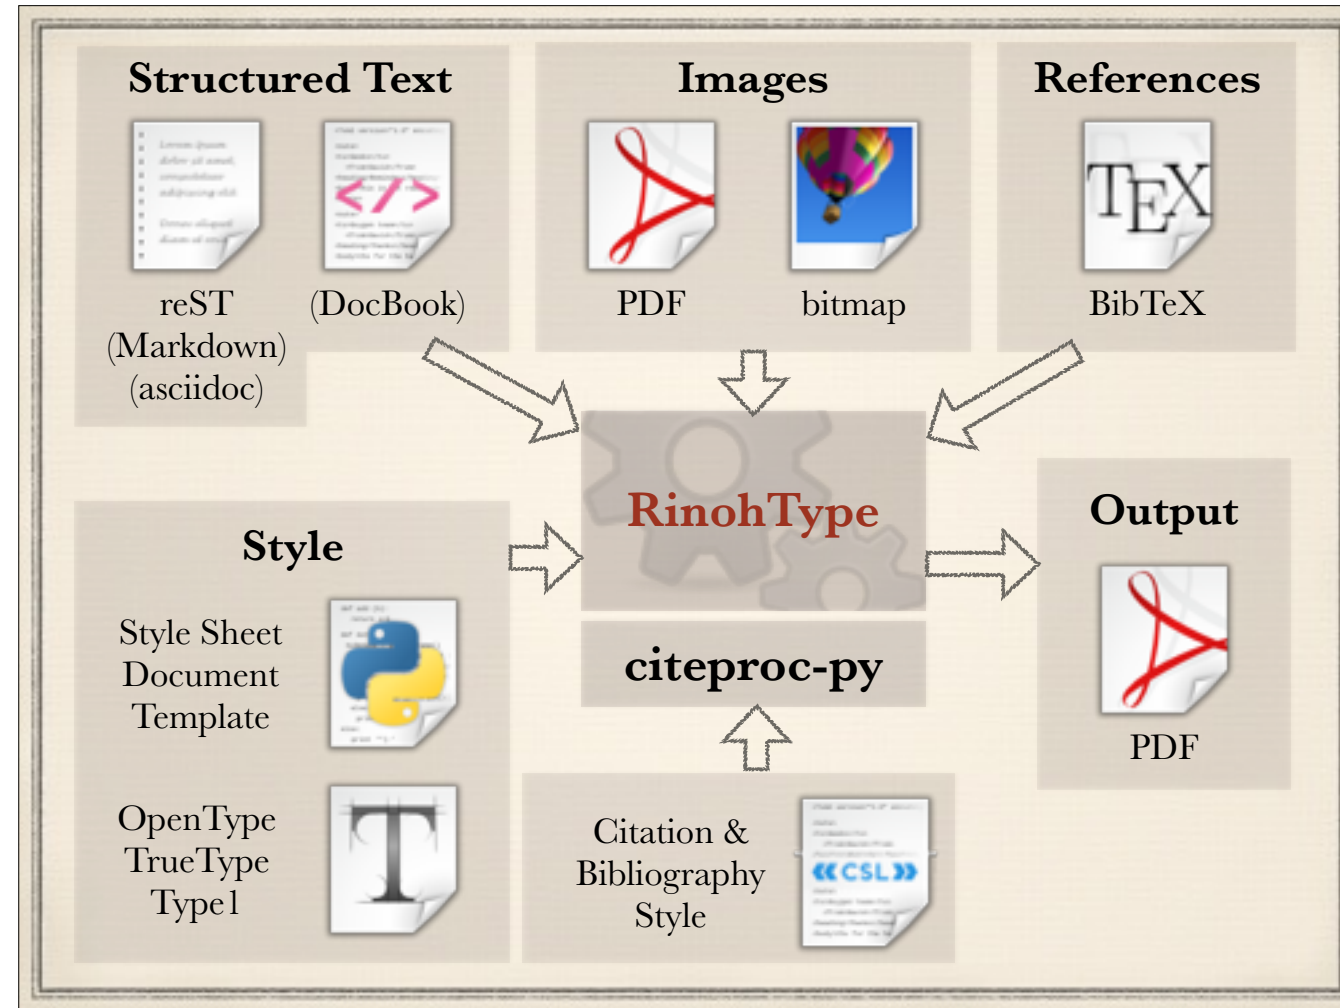 Structured Text
reST
(Markdown)
(asciidoc)
</>
(DocBook)
Images
PDF
bitmap
References
TEX
BibTeX
RinohType
citeproc-py
Style
Style Sheet
Document
Template
OpenType
TrueType
Type1
T
Citation &
Bibliography
Style
«CSL»
Output
PDF